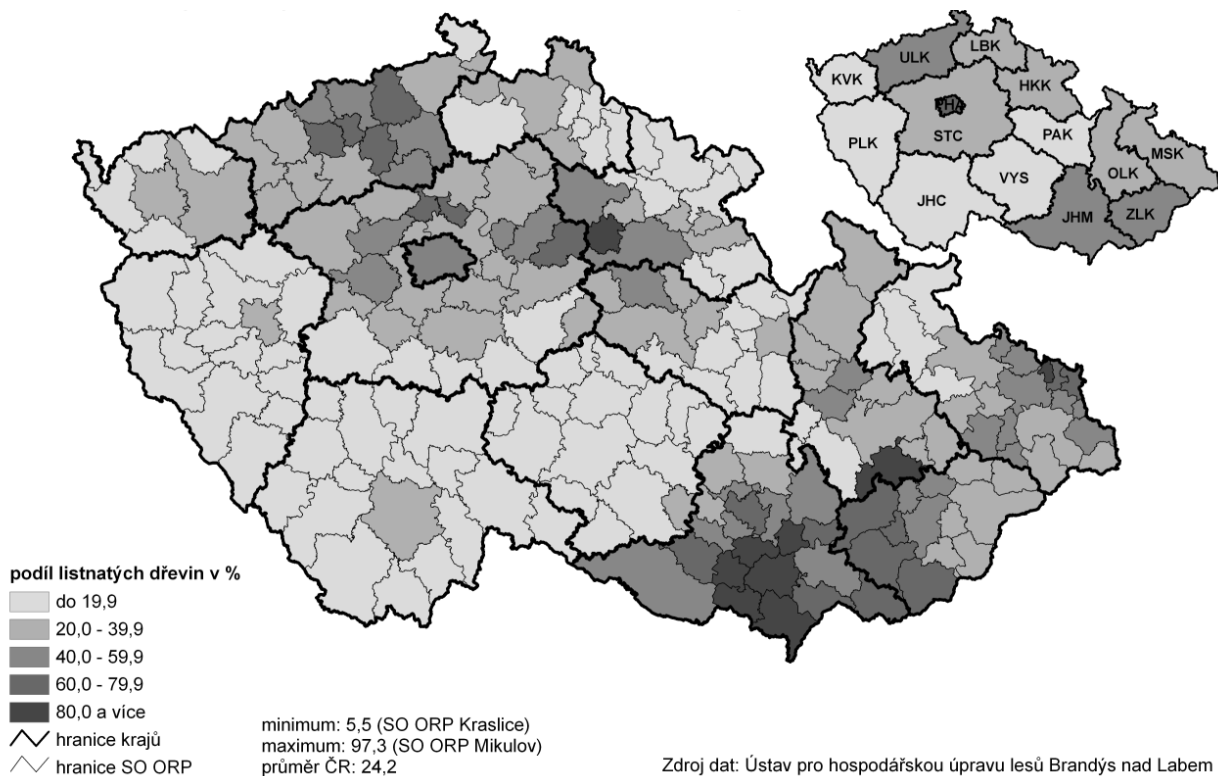 ULK
LBK
KVK
HKK
PHA
STC
PAK
PLK
MSK
OLK
VYS
JHC
JHM
ZLK
podíl listnatých dřevin v %
do 19,9
20,0 - 39,9
40,0 - 59,9
60,0 - 79,9
80,0 a více
hranice krajů
hranice SO ORP
minimum: 5,5 (SO ORP Kraslice)
maximum: 97,3 (SO ORP Mikulov)
průměr ČR: 24,2
Zdroj dat: Ústav pro hospodářskou úpravu lesů Brandýs nad Labem